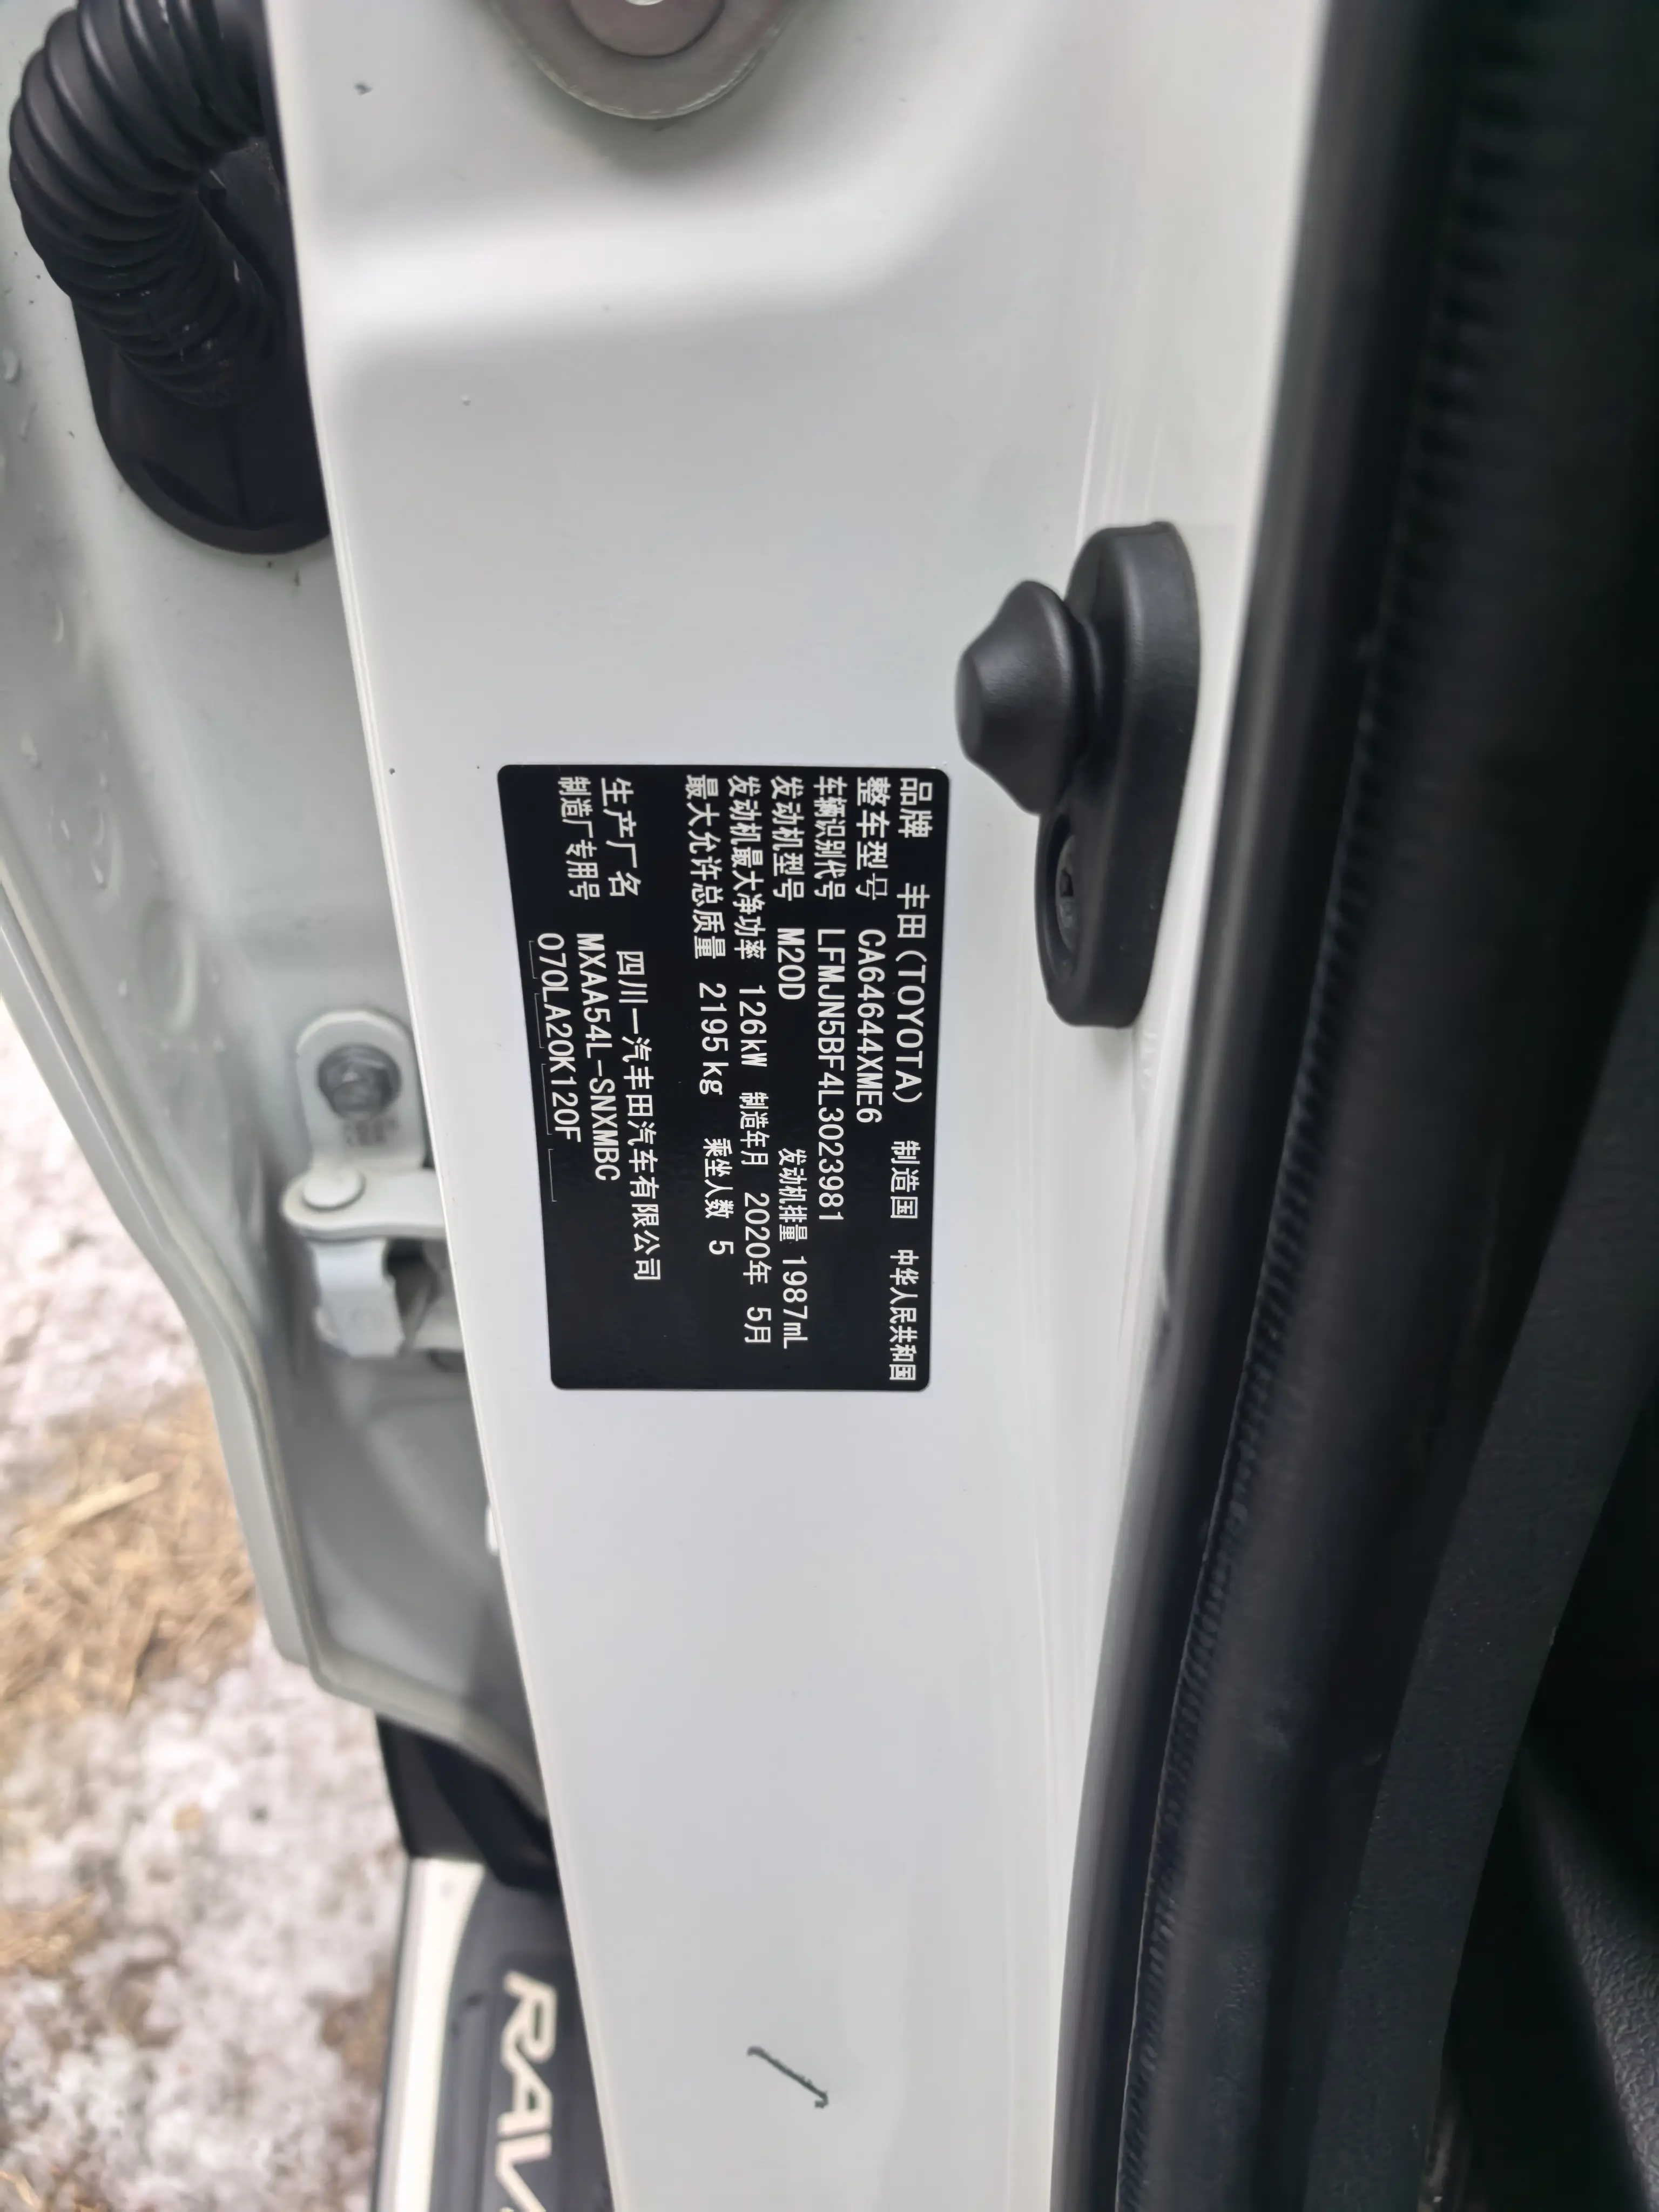 品牌 丰田(TOYOTA) 制造国 中华人民共和国
整车型号 CA64644XME6
车辆识别代号 LFMJN5BF4L3023981
发动机型号 M20D 发动机排量 1987mL
发动机最大净功率 126kW 制造年月 2020年 5月
最大允许总质量 2195kg 乘坐人数 5
生产厂名 四川一汽丰田汽车有限公司
制造厂专用号 MXAA54L-SNXMBC
070LA20K120F
RAV